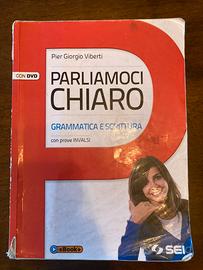 Pier Giorgio Viberti
CON DVD
PARLIAMOCI
CHIARO
GRAMMATICA E SCRITTURA
con prove INVALSI
eBook+
SEI